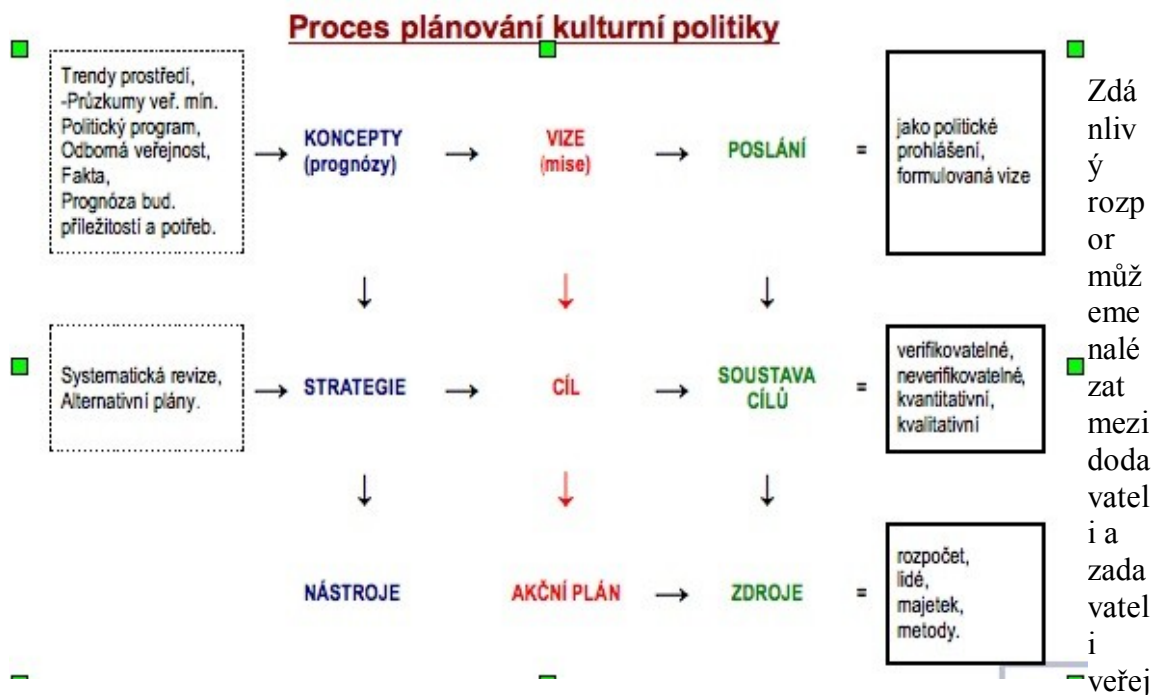 Proces plánování kulturní politiky
Trendy prostředí,
-Průzkumy veř. mín.
Politický program,
Odborná veřejnost,
Fakta,
Prognóza bud.
příležitostí a potřeb.
→ KONCEPTY
(prognózy)
→ VIZE
(mise)
→ POSLÁNÍ
=
jako politické
prohlášení,
formulovaná vize
↓ ↓ ↓
Systematická revize,
Alternativní plány.
→ STRATEGIE → CÍL → SOUSTAVA
CÍLŮ
=
verifikovatelné,
neverifikovatelné,
kvantitativní,
kvalitativní
↓ ↓ ↓
NÁSTROJE AKČNÍ PLÁN → ZDROJE =
rozpočet,
lidé,
majetek,
metody.
Zdá
nliv
ý
rozp
or
můž
eme
nalé
zat
mezi
doda
vatel
i a
zada
vatel
i
veřej